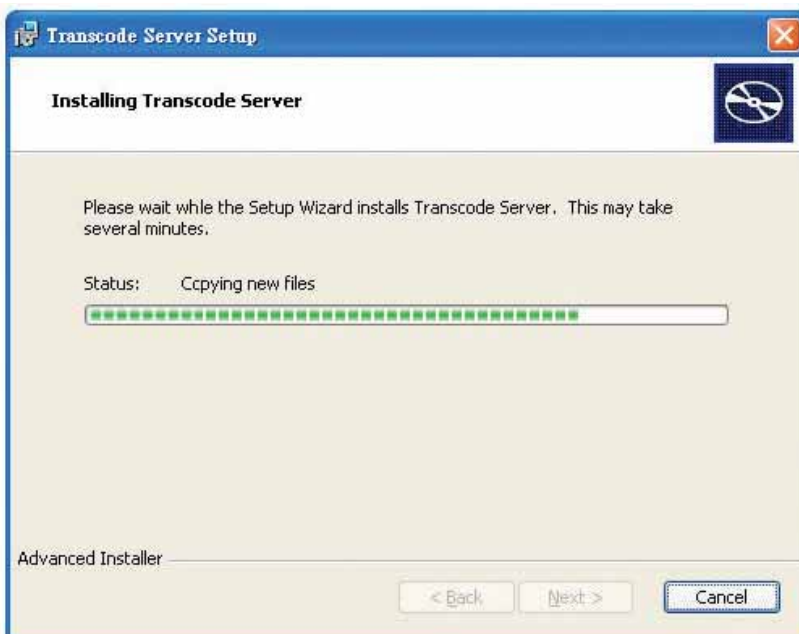 Transcode Server Setup
Installing Transcode Server
Please wait whle the Setup Wizard installs Transcode Server. This may take
several minutes.
Status: Ccpying new files
Advanced Installer
< Back
Next >
Cancel